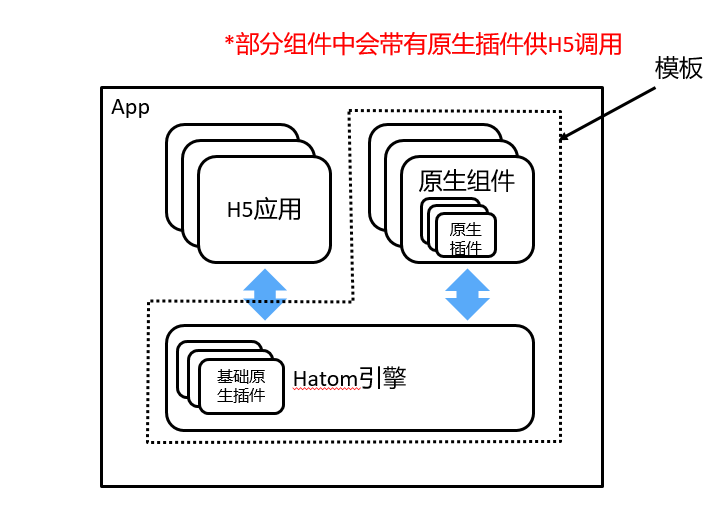 *部分组件中会带有原生插件供H5调用
模板
App
H5应用
原生组件
原生
插件
基础原
生插件
Hatom引擎